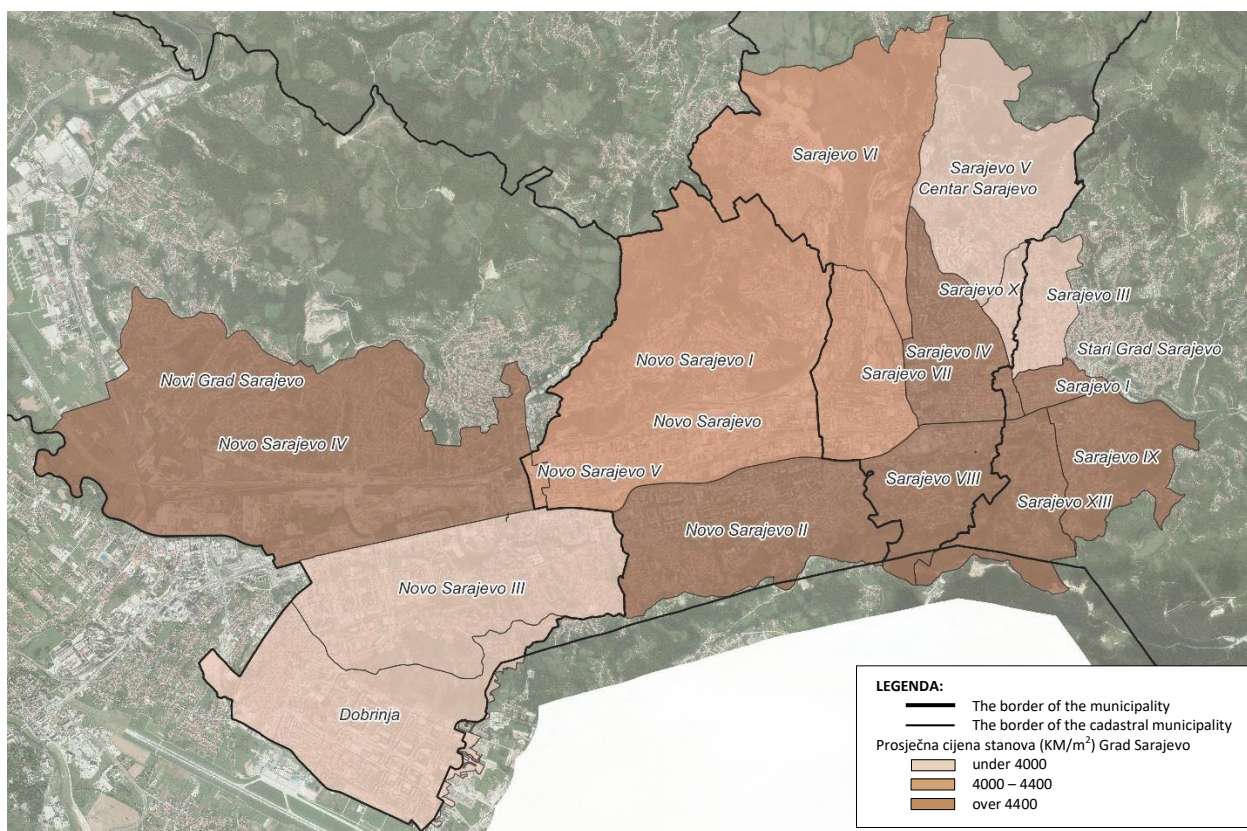 Sarajevo VI
Sarajevo V
Centar Sarajevo
Sarajevo X
Sarajevo III
Sarajevo IV
Stari Grad Sarajevo
Novo Sarajevo I
Sarajevo VII
Novi Grad Sarajevo
Sarajevo I
Novo Sarajevo
Novo Sarajevo IV
Sarajevo IX
Novo Sarajevo V
Sarajevo VIII
Sarajevo XIII
Novo Sarajevo II
Novo Sarajevo III
Dobrinja
LEGENDA:
The border of the municipality
The border of the cadastral municipality
Prosječna cijena stanova (KM/m²) Grad Sarajevo
under 4000
4000 – 4400
over 4400